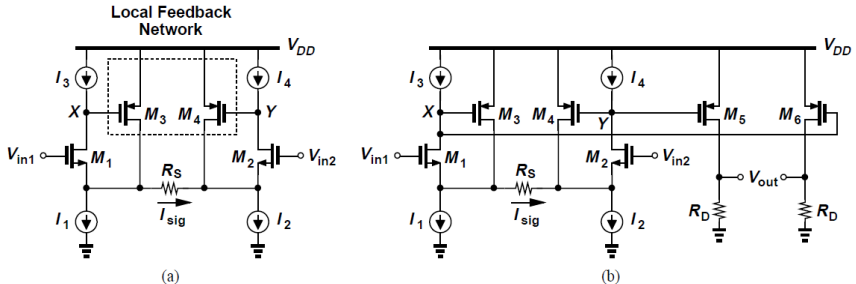 Local Feedback
Network
V_DD
I_3
I_4
X
M_3
M_4
Y
V_in1
M_1
M_2
V_in2
R_S
I_sig
I_1
I_2
(a)
V_DD
I_3
I_4
X
M_3
M_4
Y
M_5
M_6
V_in1
M_1
M_2
V_in2
R_S
V_out
I_sig
I_1
I_2
R_D
R_D
(b)